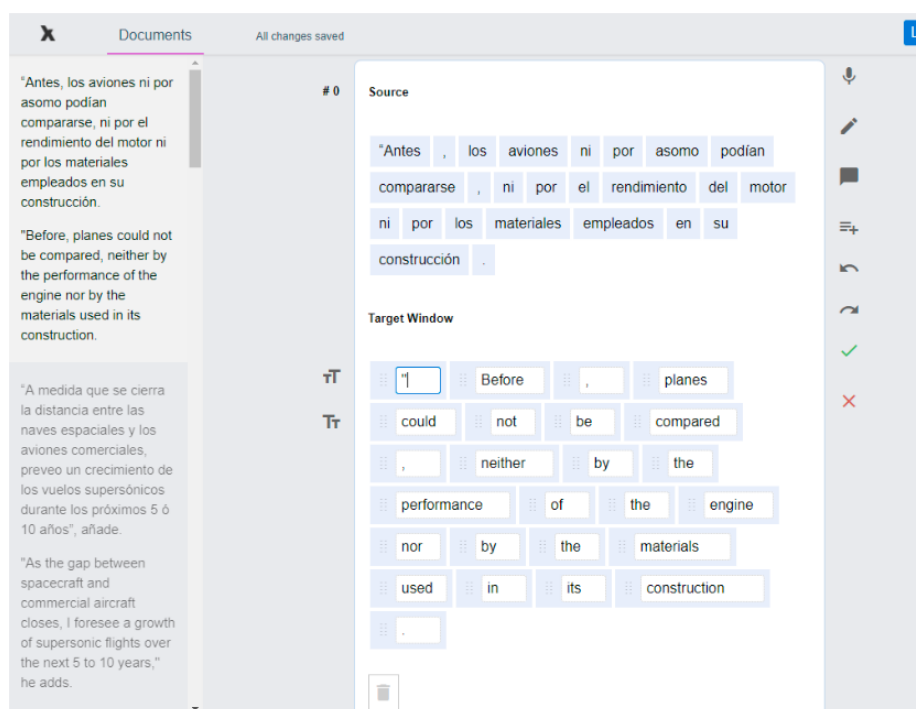 Documents
All changes saved
L
“Antes, los aviones ni por
asomo podían
compararse, ni por el
rendimiento del motor ni
por los materiales
empleados en su
construcción.
"Before, planes could not
be compared, neither by
the performance of the
engine nor by the
materials used in its
construction.
“A medida que se cierra
la distancia entre las
naves espaciales y los
aviones comerciales,
preveo un crecimiento de
los vuelos supersónicos
durante los próximos 5 ó
10 años”, añade.
"As the gap between
spacecraft and
commercial aircraft
closes, I foresee a growth
of supersonic flights over
the next 5 to 10 years,"
he adds.
# 0
Source
“Antes , los aviones ni por asomo podían
compararse , ni por el rendimiento del motor
ni por los materiales empleados en su
construcción .
Target Window
" Before , planes
could not be compared
, neither by the
performance of the engine
nor by the materials
used in its construction
.